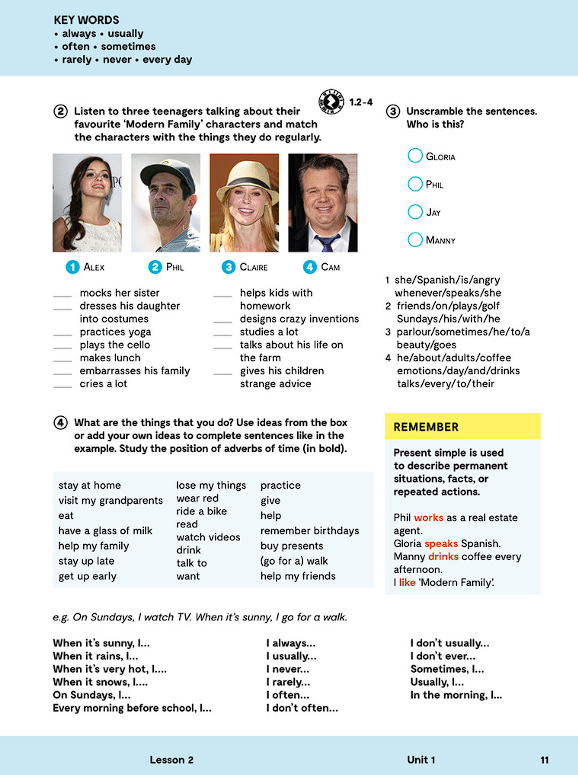 KEY WORDS
• always • usually
• often • sometimes
• rarely • never • every day
1.2-4
2 Listen to three teenagers talking about their
favourite ‘Modern Family’ characters and match
the characters with the things they do regularly.
1 ALEX
2 PHIL
3 CLAIRE
4 CAM
___ mocks her sister
___ dresses his daughter
into costumes
___ practices yoga
___ plays the cello
___ makes lunch
___ embarrasses his family
___ cries a lot
___ helps kids with
homework
___ designs crazy inventions
___ studies a lot
___ talks about his life on
the farm
___ gives his children
strange advice
3 Unscramble the sentences.
Who is this?
GLORIA
PHIL
JAY
MANNY
1 she/Spanish/is/angry
whenever/speaks/she
2 friends/on/plays/golf
Sundays/his/with/he
3 parlour/sometimes/he/to/a
beauty/goes
4 he/about/adults/coffee
emotions/day/and/drinks
talks/every/to/their
4 What are the things that you do? Use ideas from the box
or add your own ideas to complete sentences like in the
example. Study the position of adverbs of time (in bold).
stay at home
visit my grandparents
eat
have a glass of milk
help my family
stay up late
get up early
lose my things
wear red
ride a bike
read
watch videos
drink
talk to
want
practice
give
help
remember birthdays
buy presents
(go for a) walk
help my friends
REMEMBER
Present simple is used
to describe permanent
situations, facts, or
repeated actions.
Phil works as a real estate
agent.
Gloria speaks Spanish.
Manny drinks coffee every
afternoon.
I like ‘Modern Family’.
e.g. On Sundays, I watch TV. When it’s sunny, I go for a walk.
When it’s sunny, I...
When it rains, I...
When it’s very hot, I....
When it snows, I....
On Sundays, I...
Every morning before school, I...
I always...
I usually...
I never...
I rarely...
I often...
I don’t often...
I don’t usually...
I don’t ever...
Sometimes, I...
Usually, I...
In the morning, I...
Lesson 2
Unit 1
11